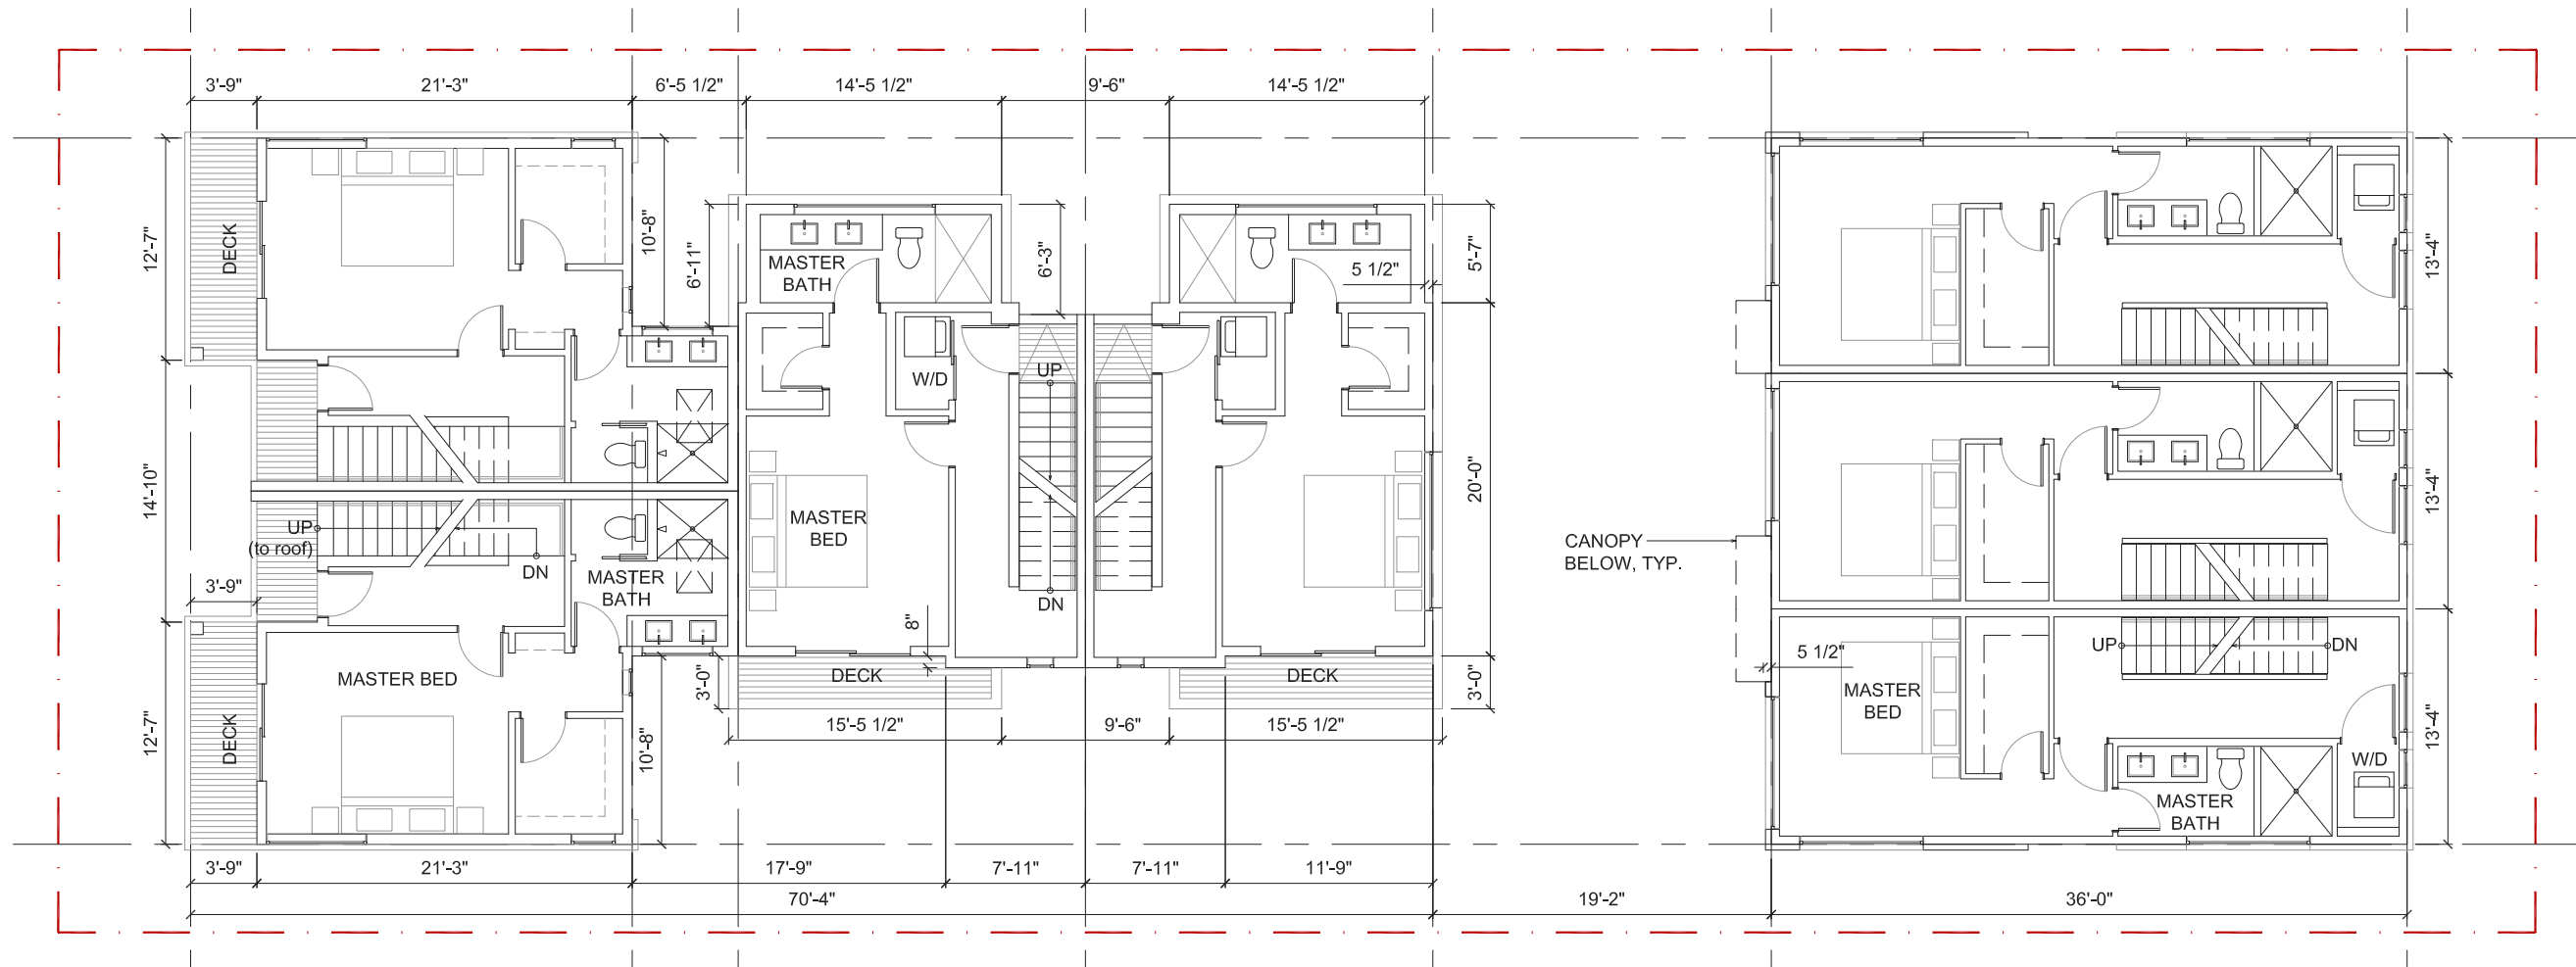 3'-9"
21'-3"
6'-5 1/2"
14'-5 1/2"
9'-6"
14'-5 1/2"
12'-7"
DECK
10'-8"
6'-11"
MASTER
BATH
6'-3"
5 1/2"
5'-7"
13'-4"
W/D
UP
14'-10"
UP
(to roof)
DN
MASTER
BATH
MASTER
BED
20'-0"
13'-4"
CANOPY
BELOW, TYP.
3'-9"
DN
8"
MASTER BED
DECK
DECK
3'-0"
3'-0"
15'-5 1/2"
9'-6"
15'-5 1/2"
UP
DN
5 1/2"
MASTER
BED
13'-4"
12'-7"
DECK
10'-8"
W/D
MASTER
BATH
3'-9"
21'-3"
17'-9"
7'-11"
7'-11"
11'-9"
70'-4"
19'-2"
36'-0"